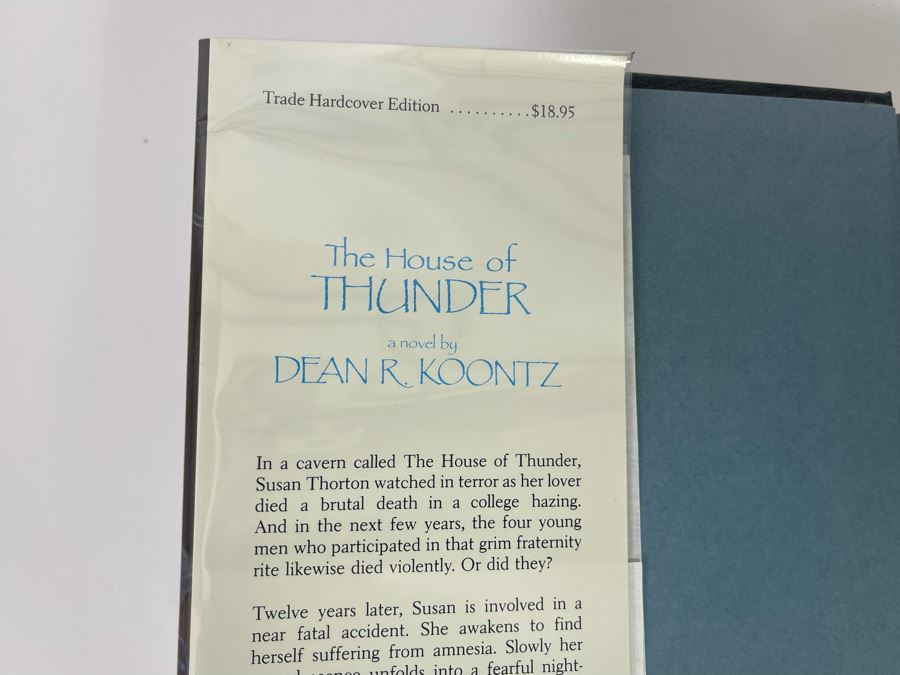 Trade Hardcover Edition ..........$18.95
The House of
THUNDER
a novel by
DEAN R. KOONTZ
In a cavern called The House of Thunder,
Susan Thorton watched in terror as her lover
died a brutal death in a college hazing.
And in the next few years, the four young
men who participated in that grim fraternity
rite likewise died violently. Or did they?
Twelve years later, Susan is involved in a
near fatal accident. She awakens to find
herself suffering from amnesia. Slowly her
unfolds into a fearful night-